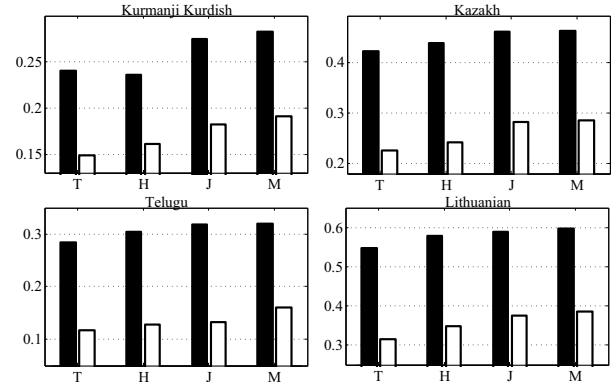 Kurmanji Kurdish
0.25
0.2
0.15
T H J M
Kazakh
0.4
0.3
0.2
T H J M
Telugu
0.3
0.2
0.1
T H J M
Lithuanian
0.6
0.5
0.4
0.3
T H J M